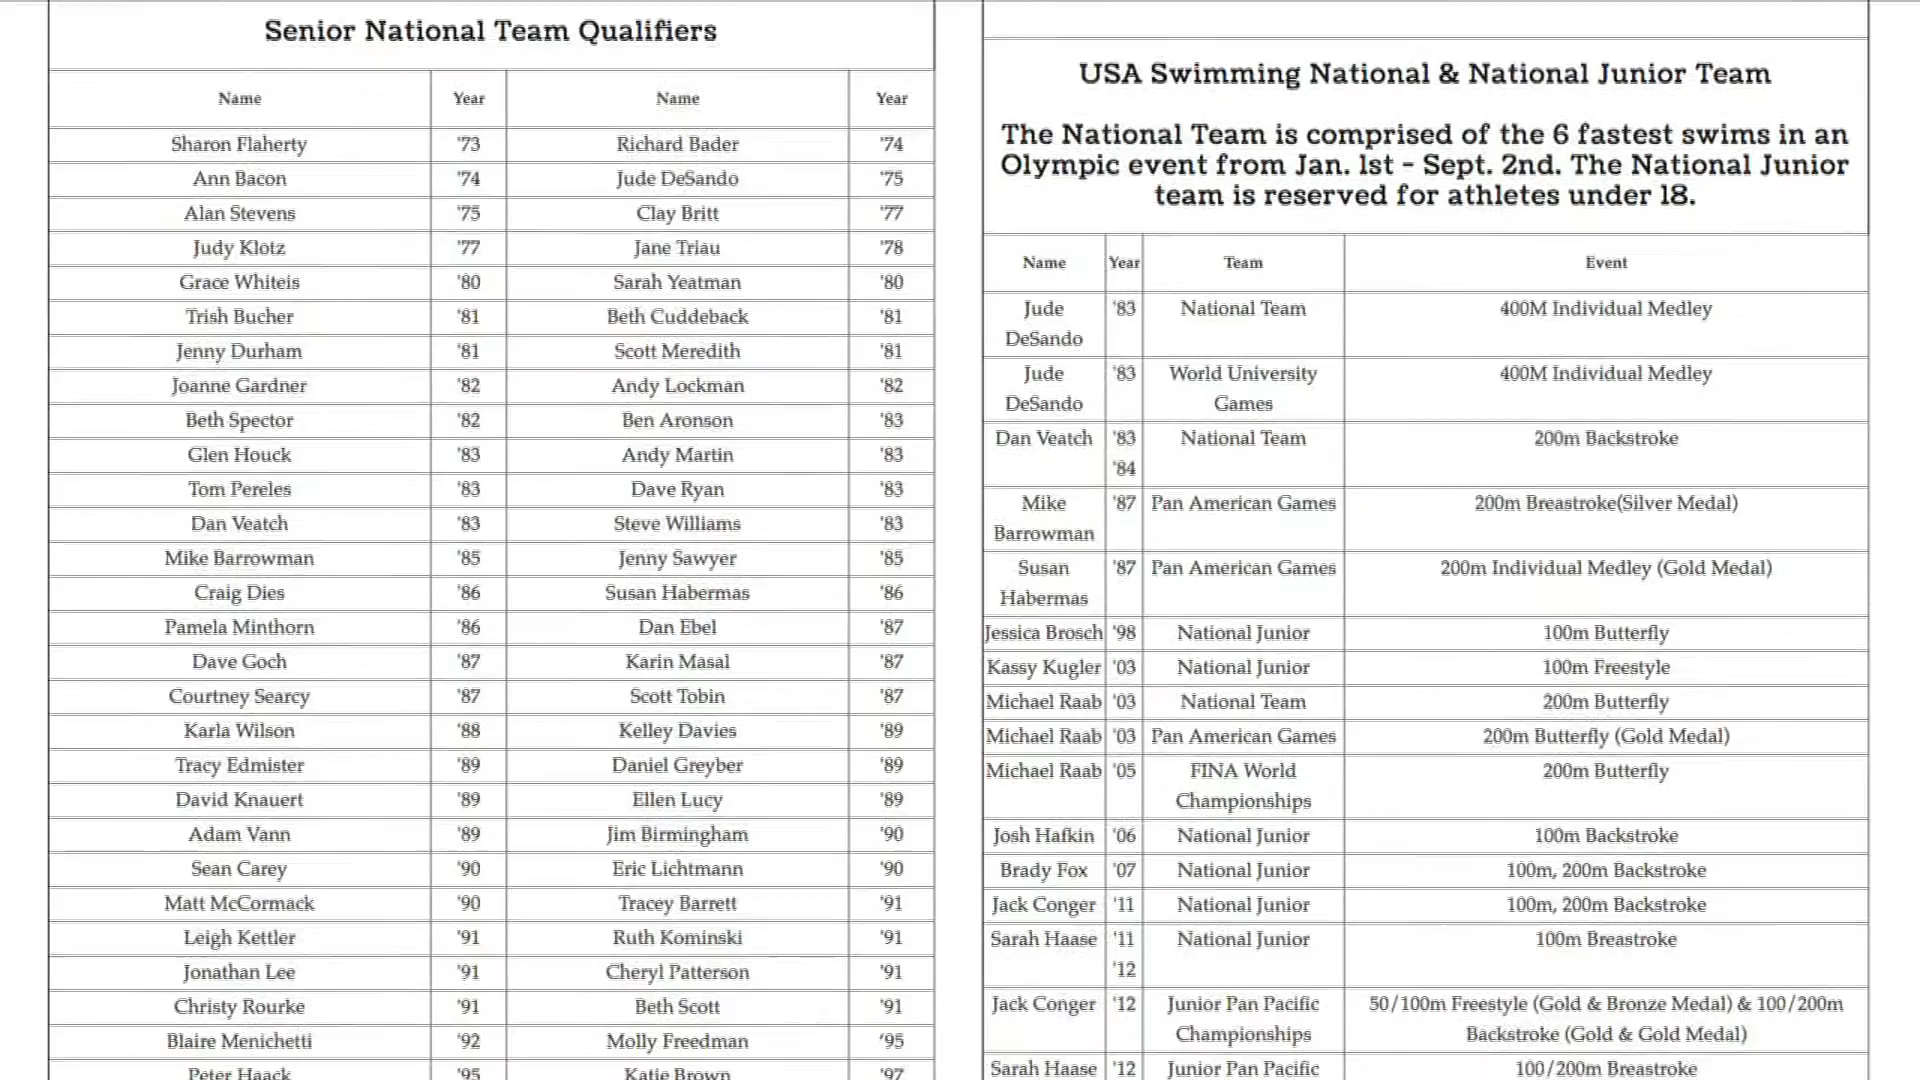 Senior National Team Qualifiers
Name Year Name Year
Sharon Flaherty '73 Richard Bader '74
Ann Bacon '74 Jude DeSando '75
Alan Stevens '75 Clay Britt '77
Judy Klotz '77 Jane Triau '78
Grace Whiteis '80 Sarah Yeatman '80
Trish Bucher '81 Beth Cuddeback '81
Jenny Durham '81 Scott Meredith '81
Joanne Gardner '82 Andy Lockman '82
Beth Spector '82 Ben Aronson '83
Glen Houck '83 Andy Martin '83
Tom Pereles '83 Dave Ryan '83
Dan Veatch '83 Steve Williams '83
Mike Barrowman '85 Jenny Sawyer '85
Craig Dies '86 Susan Habermas '86
Pamela Minthorn '86 Dan Ebel '87
Dave Goch '87 Karin Masal '87
Courtney Searcy '87 Scott Tobin '87
Karla Wilson '88 Kelley Davies '89
Tracy Edmister '89 Daniel Greyber '89
David Knauert '89 Ellen Lucy '89
Adam Vann '89 Jim Birmingham '90
Sean Carey '90 Eric Lichtmann '90
Matt McCormack '90 Tracey Barrett '91
Leigh Kettler '91 Ruth Kominski '91
Jonathan Lee '91 Cheryl Patterson '91
Christy Rourke '91 Beth Scott '91
Blaire Menichetti '92 Molly Freedman '95
Peter Haack '95 Katie Brown '97
USA Swimming National & National Junior Team
The National Team is comprised of the 6 fastest swims in an
Olympic event from Jan. 1st - Sept. 2nd. The National Junior
team is reserved for athletes under 18.
Name Year Team Event
Jude '83 National Team 400M Individual Medley
DeSando
Jude '83 World University 400M Individual Medley
DeSando Games
Dan Veatch '83 National Team 200m Backstroke
'84
Mike '87 Pan American Games 200m Breastroke(Silver Medal)
Barrowman
Susan '87 Pan American Games 200m Individual Medley (Gold Medal)
Habermas
Jessica Brosch '98 National Junior 100m Butterfly
Kassy Kugler '03 National Junior 100m Freestyle
Michael Raab '03 National Team 200m Butterfly
Michael Raab '03 Pan American Games 200m Butterfly (Gold Medal)
Michael Raab '05 FINA World 200m Butterfly
Championships
Josh Hafkin '06 National Junior 100m Backstroke
Brady Fox '07 National Junior 100m, 200m Backstroke
Jack Conger '11 National Junior 100m, 200m Backstroke
Sarah Haase '11 National Junior 100m Breastroke
'12
Jack Conger '12 Junior Pan Pacific 50/100m Freestyle (Gold & Bronze Medal) & 100/200m
Championships Backstroke (Gold & Gold Medal)
Sarah Haase '12 Junior Pan Pacific 100/200m Breastroke